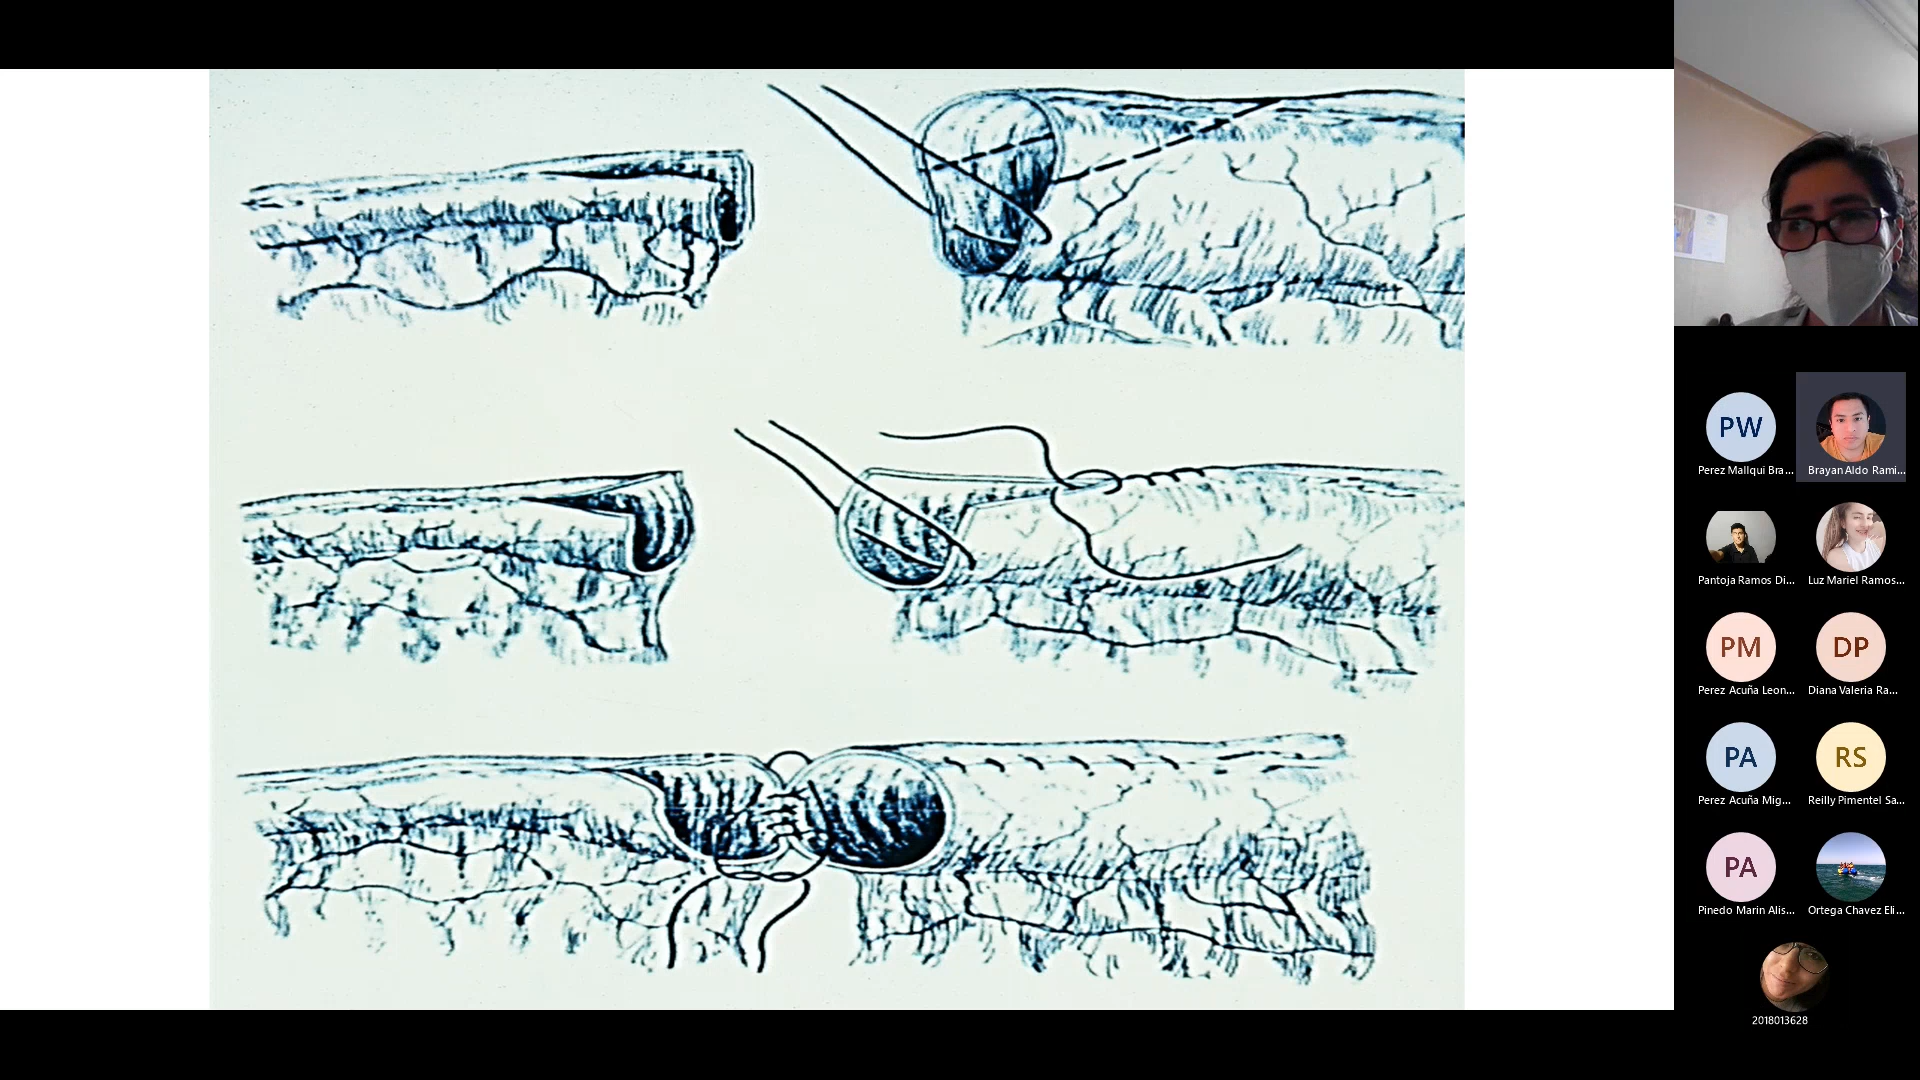 PW
Perez Mallqui Bra...
Brayan Aldo Rami...
Pantoja Ramos Di...
Luz Mariel Ramos...
PM
DP
Perez Acuña Leon...
Diana Valeria Ra...
PA
RS
Perez Acuña Mig...
Reilly Pimentel Sa...
PA
Pinedo Marin Alis...
Ortega Chavez Eli...
2018013628